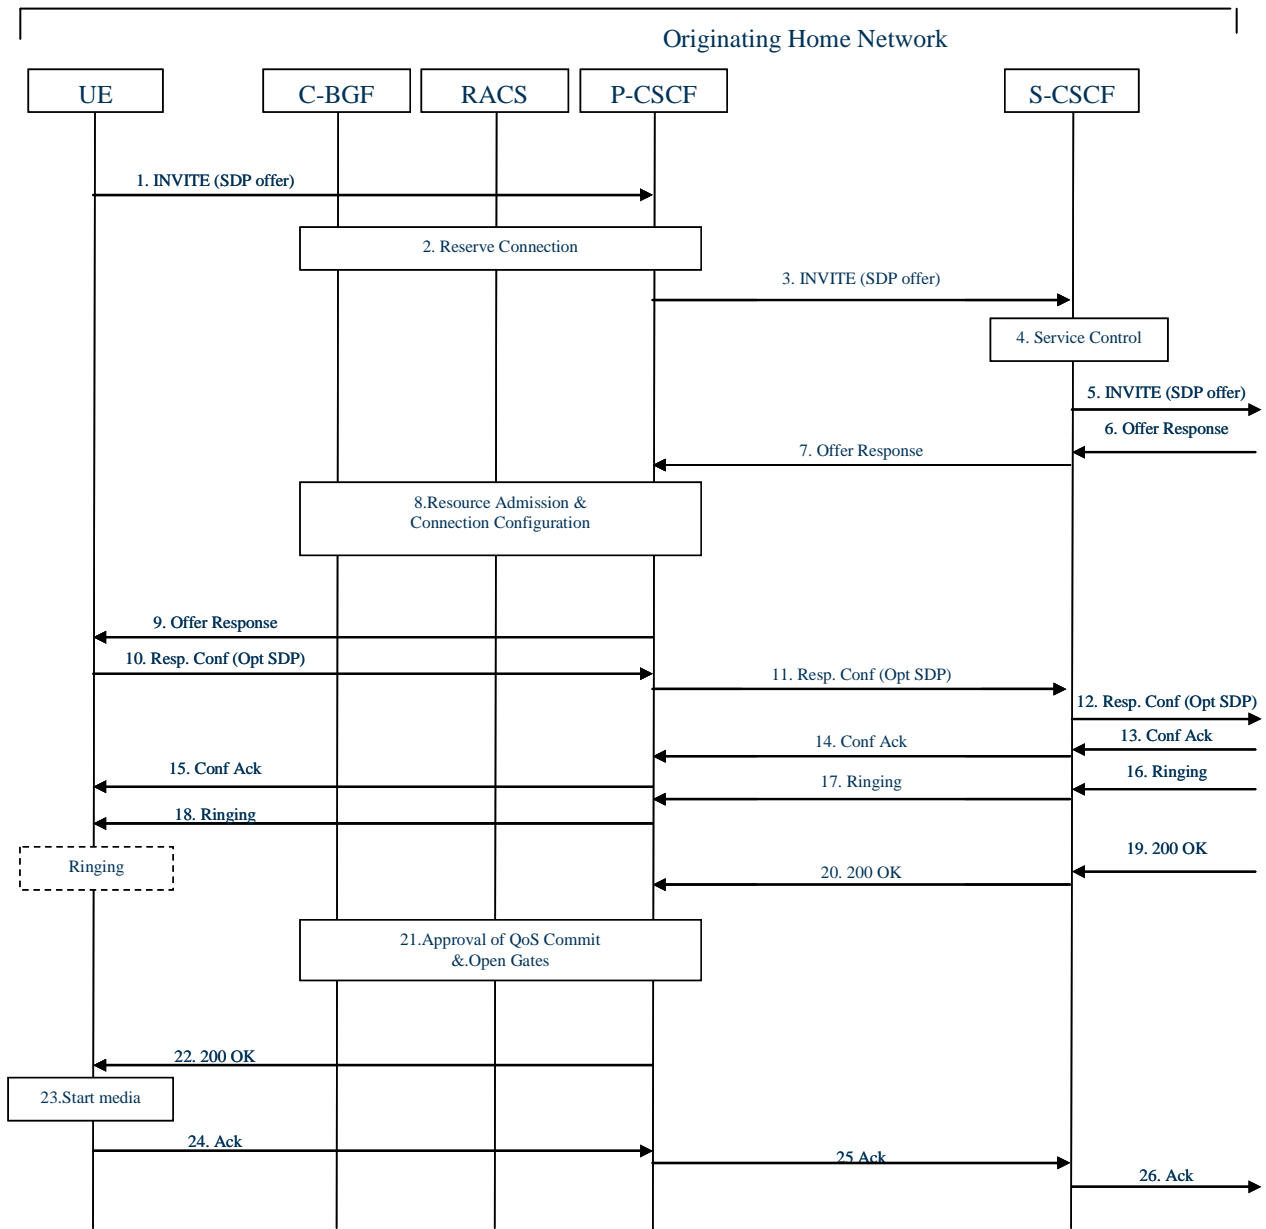 Originating Home Network
UE
C-BGF
RACS
P-CSCF
S-CSCF
1. INVITE (SDP offer)
2. Reserve Connection
3. INVITE (SDP offer)
4. Service Control
5. INVITE (SDP offer)
6. Offer Response
7. Offer Response
8.Resource Admission &
Connection Configuration
9. Offer Response
10. Resp. Conf (Opt SDP)
11. Resp. Conf (Opt SDP)
12. Resp. Conf (Opt SDP)
13. Conf Ack
14. Conf Ack
15. Conf Ack
16. Ringing
17. Ringing
18. Ringing
Ringing
19. 200 OK
20. 200 OK
21.Approval of QoS Commit
&.Open Gates
22. 200 OK
23.Start media
24. Ack
25 Ack
26. Ack